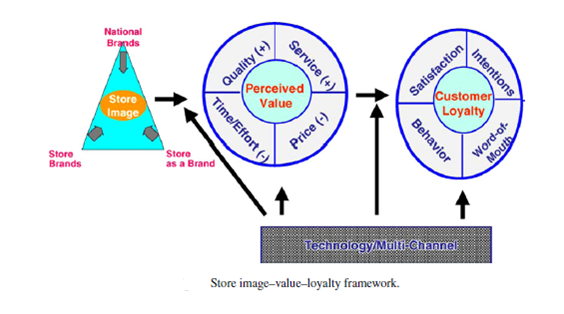 National
Brands
Store
Image
Store
Brands
Store
as a Brand
Quality (+)
Service (+)
Perceived
Value
Time/Effort (-)
Price (-)
Satisfaction
Intentions
Customer
Loyalty
Behavior
Word-of-
Mouth
Technology/Multi-Channel
Store image–value–loyalty framework.